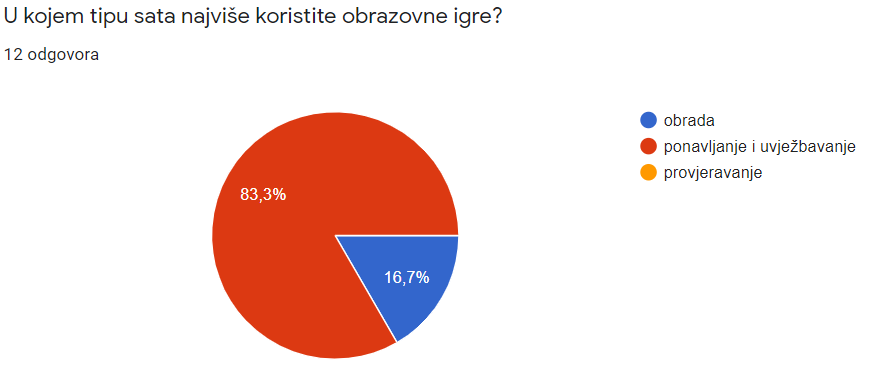 U kojem tipu sata najviše koristite obrazovne igre?
12 odgovora
obrada
ponavljanje i uvježbavanje
provjeravanje
83,3%
16,7%